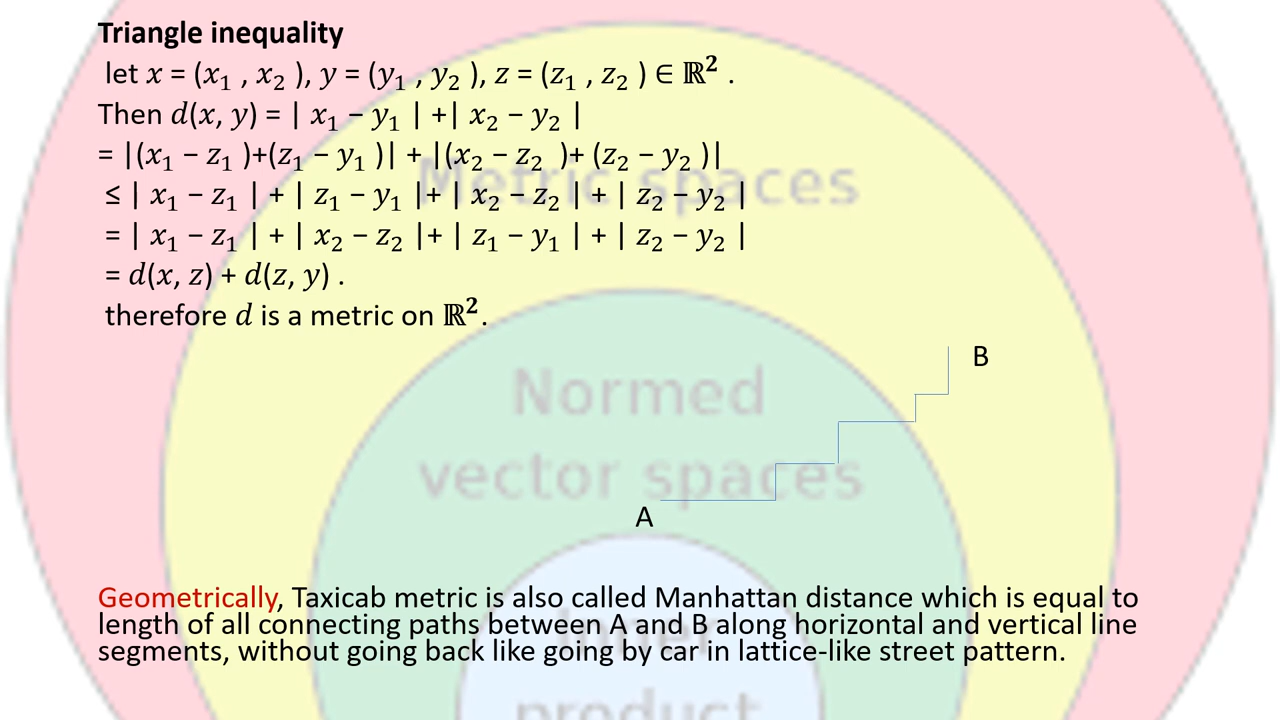 Triangle inequality
let x = (x₁ , x₂ ), y = (y₁ , y₂ ), z = (z₁ , z₂ ) ∈ ℝ² .
Then d(x, y) = | x₁ − y₁ | +| x₂ − y₂ |
= |(x₁ − z₁ )+(z₁ − y₁ )| + |(x₂ − z₂ )+ (z₂ − y₂ )|
Metric spaces
≤ | x₁ − z₁ | + | z₁ − y₁ |+ | x₂ − z₂ | + | z₂ − y₂ |
= | x₁ − z₁ | + | x₂ − z₂ |+ | z₁ − y₁ | + | z₂ − y₂ |
= d(x, z) + d(z, y) .
therefore d is a metric on ℝ².
B
Normed
vector spaces
A
Geometrically, Taxicab metric is also called Manhattan distance which is equal to
length of all connecting paths between A and B along horizontal and vertical line
Inner
segments, without going back like going by car in lattice-like street pattern.
product